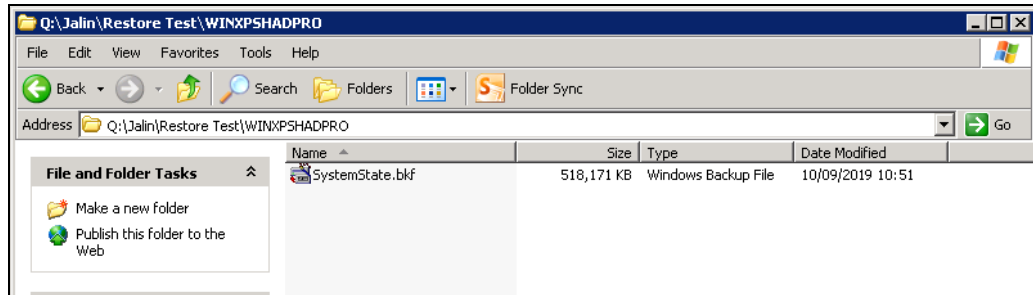 Q:\Jalin\Restore Test\WINXPSHADPRO
File Edit View Favorites Tools Help
Back Search Folders Folder Sync
Address Q:\Jalin\Restore Test\WINXPSHADPRO Go
Name Size Type Date Modified
File and Folder Tasks
SystemState.bkf 518,171 KB Windows Backup File 10/09/2019 10:51
Make a new folder
Publish this folder to the
Web